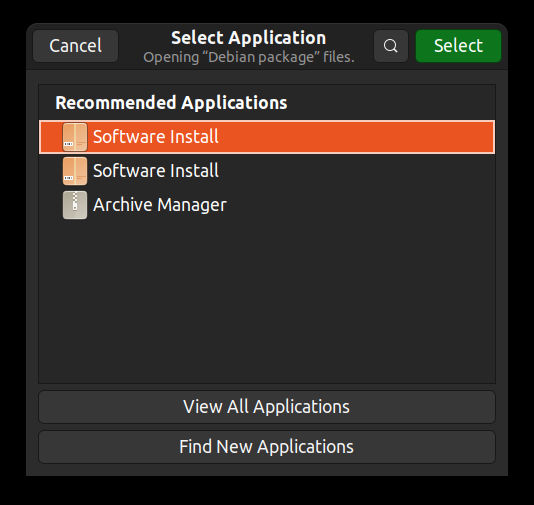 Cancel
Select Application
Opening “Debian package” files.
Select
Recommended Applications
Software Install
Software Install
Archive Manager
View All Applications
Find New Applications